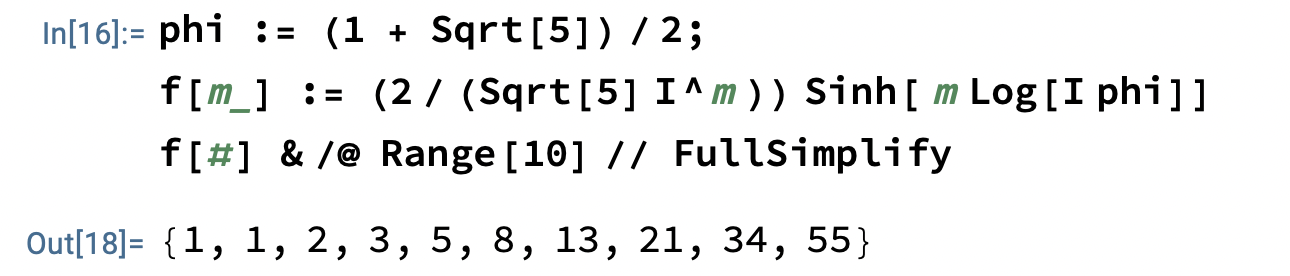 In[16]:= phi := (1 + Sqrt[5]) / 2;
f[m_] := (2 / (Sqrt[5] I^m)) Sinh[ m Log[I phi]]
f[#] & /@ Range[10] // FullSimplify
Out[18]= {1, 1, 2, 3, 5, 8, 13, 21, 34, 55}